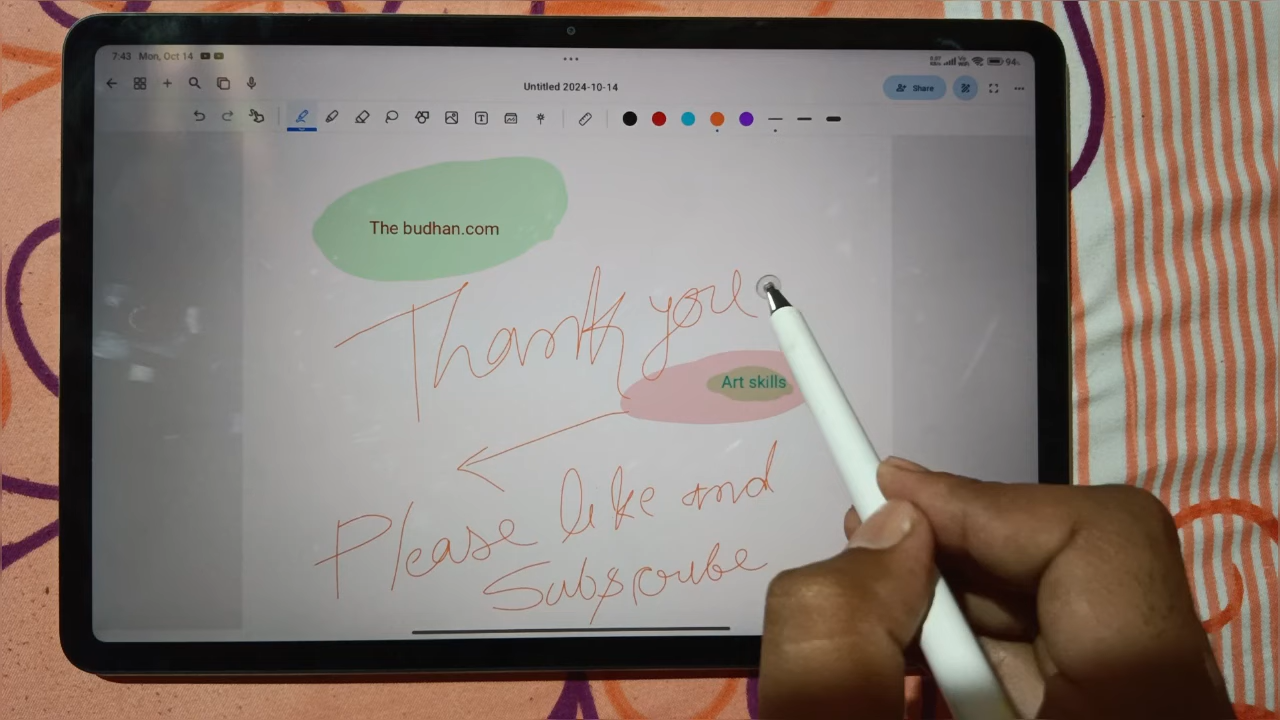 7:43 Mon, Oct 14
94
Untitled 2024-10-14
Share
The budhan.com
Thank you
Art skills
Please like and
Subscribe